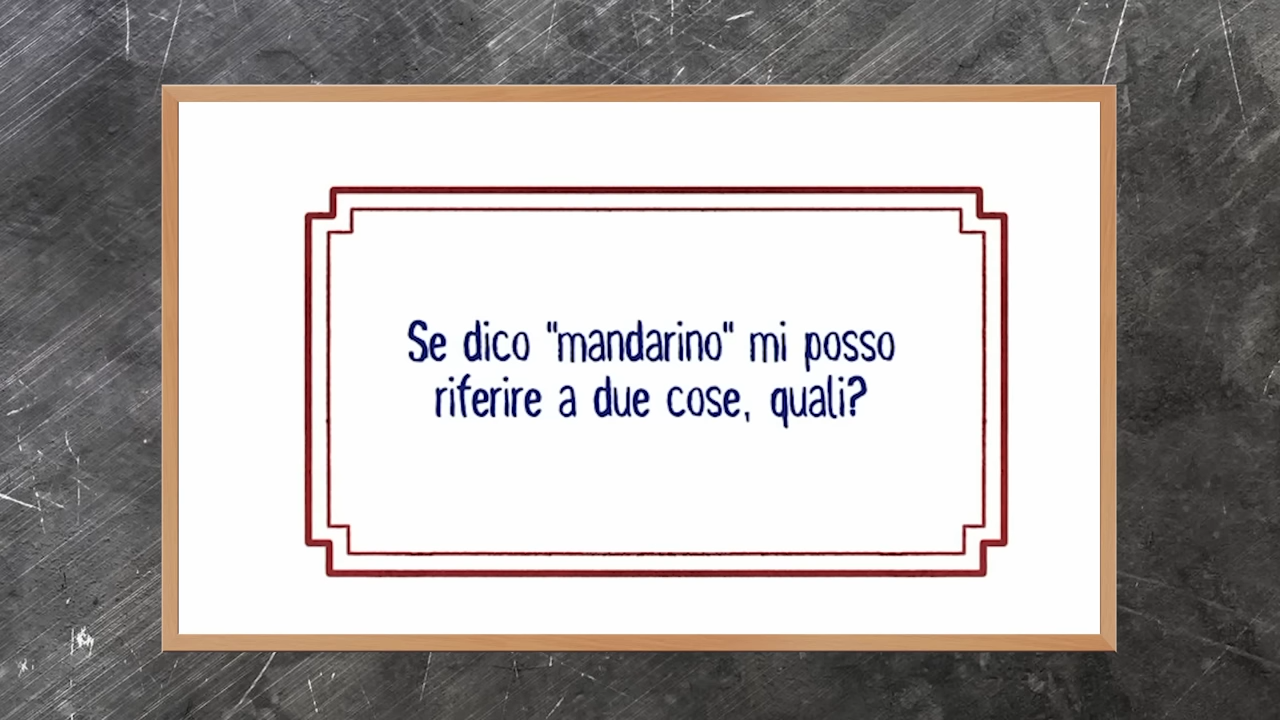 Se dico "mandarino" mi posso
riferire a due cose, quali?